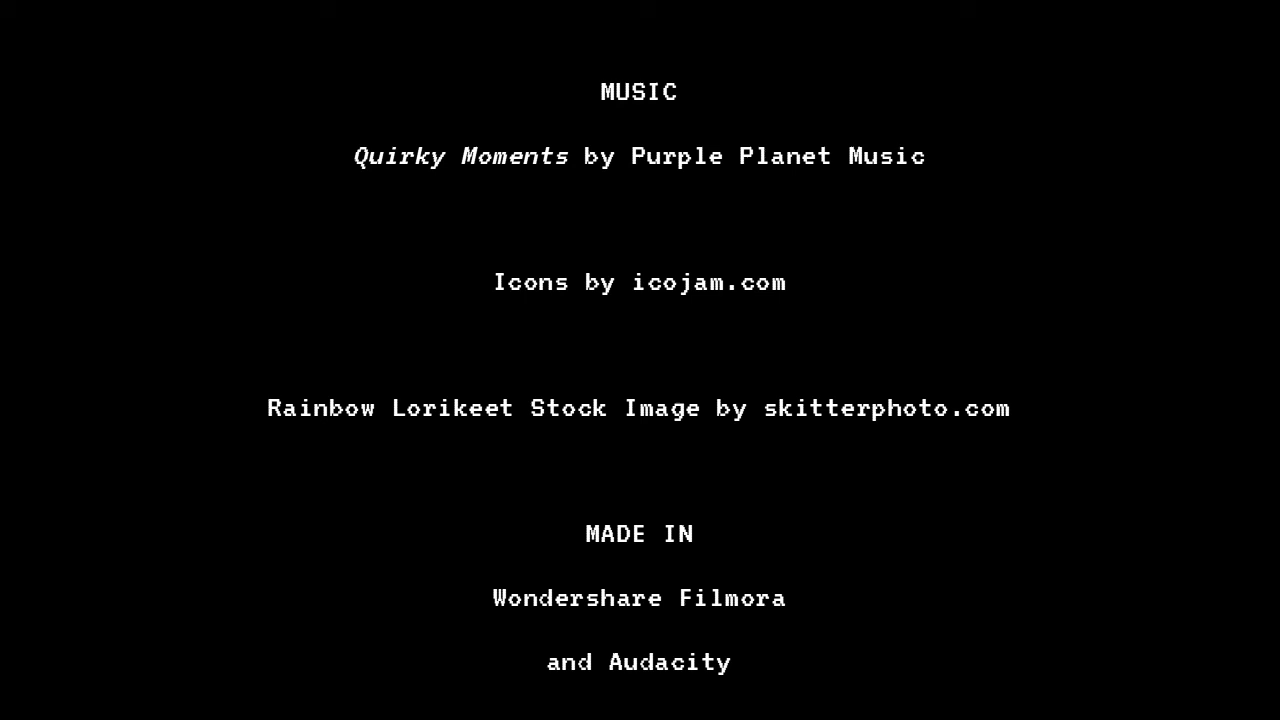 MUSIC
Quirky Moments by Purple Planet Music
Icons by icojam.com
Rainbow Lorikeet Stock Image by skitterphoto.com
MADE IN
Wondershare Filmora
and Audacity